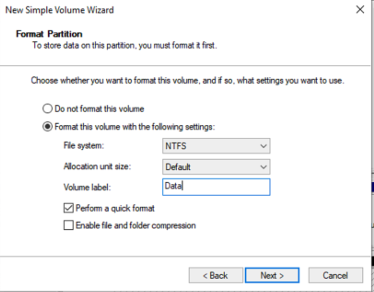 New Simple Volume Wizard
Format Partition
To store data on this partition, you must format it first.
Choose whether you want to format this volume, and if so, what settings you want to use.
Do not format this volume
Format this volume with the following settings:
File system: NTFS
Allocation unit size: Default
Volume label: Data
Perform a quick format
Enable file and folder compression
< Back Next > Cancel